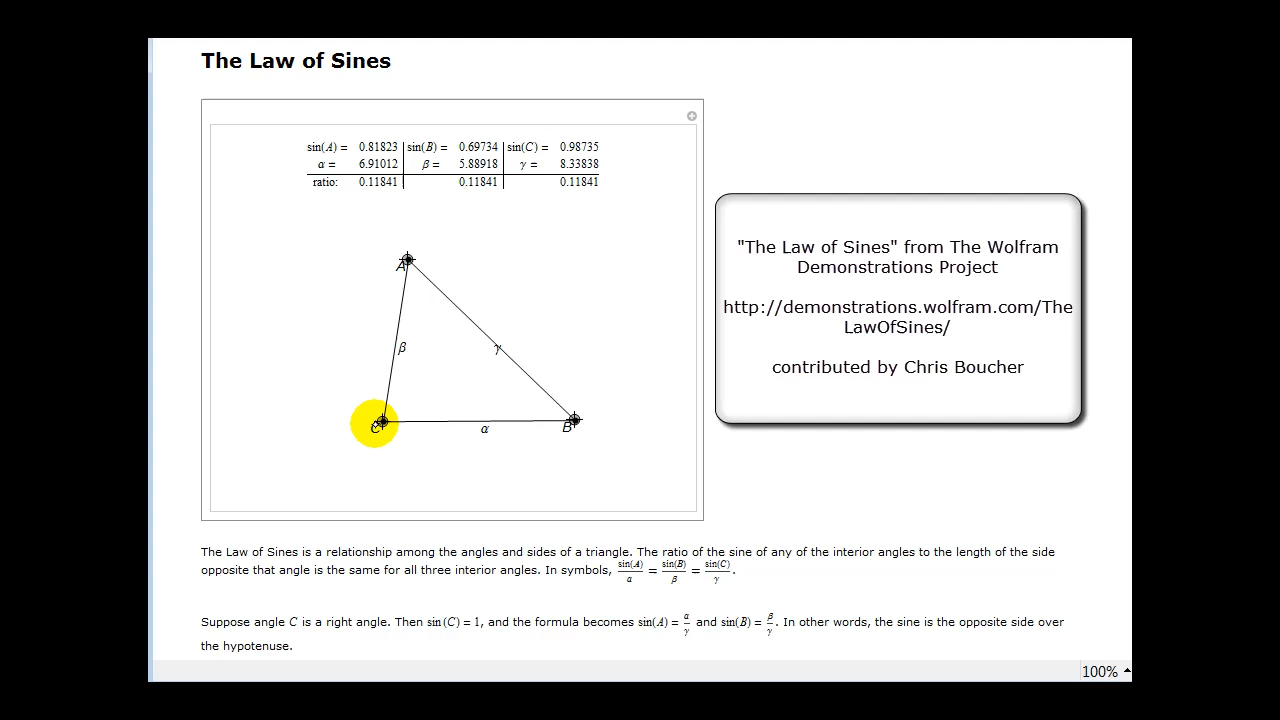 The Law of Sines
sin(A) = 0.81823 sin(B) = 0.69734 sin(C) = 0.98735
α = 6.91012 β = 5.88918 γ = 8.33838
ratio: 0.11841 0.11841 0.11841
A
β
γ
C
α
B
"The Law of Sines" from The Wolfram
Demonstrations Project
http://demonstrations.wolfram.com/The
LawOfSines/
contributed by Chris Boucher
The Law of Sines is a relationship among the angles and sides of a triangle. The ratio of the sine of any of the interior angles to the length of the side
opposite that angle is the same for all three interior angles. In symbols, sin(A)/α = sin(B)/β = sin(C)/γ.
Suppose angle C is a right angle. Then sin(C) = 1, and the formula becomes sin(A) = α/γ and sin(B) = β/γ. In other words, the sine is the opposite side over
the hypotenuse.
100%